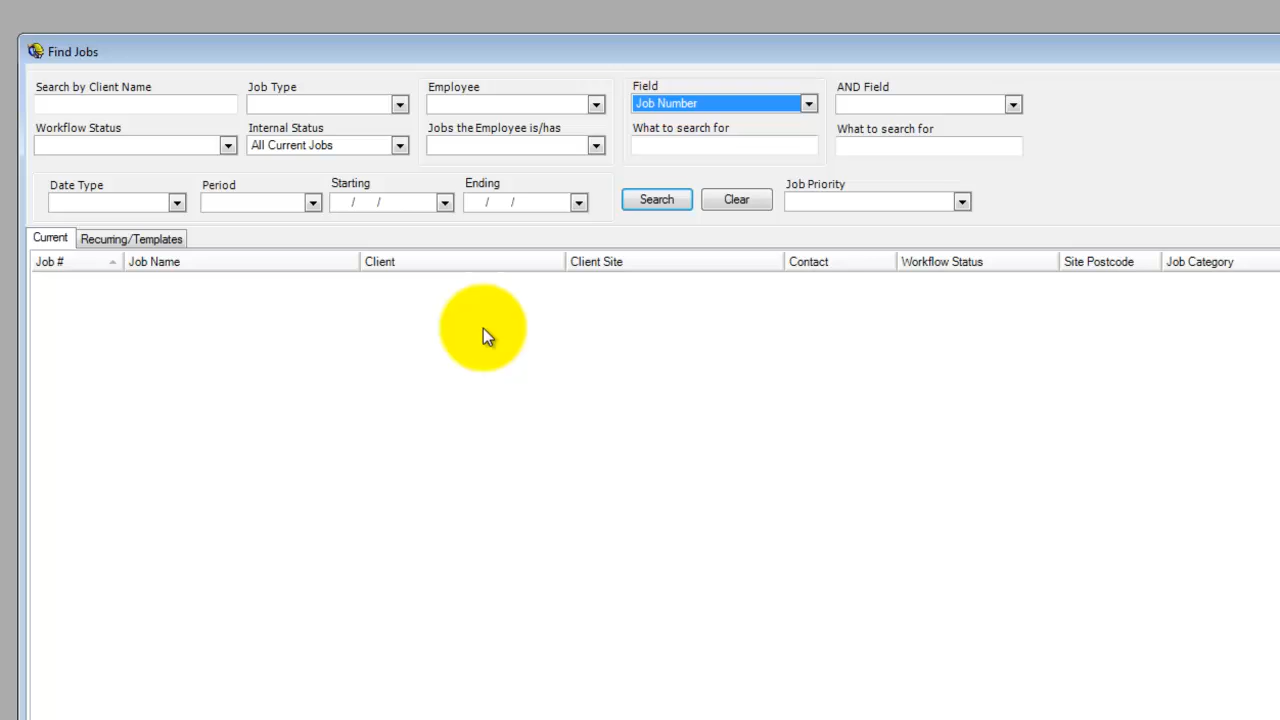 Find Jobs
Search by Client Name
Job Type
Employee
Field
AND Field
Job Number
Workflow Status
Internal Status
Jobs the Employee is/has
What to search for
What to search for
All Current Jobs
Date Type
Period
Starting
Ending
Job Priority
/ /
/ /
Search
Clear
Current
Recurring/Templates
Job #
Job Name
Client
Client Site
Contact
Workflow Status
Site Postcode
Job Category